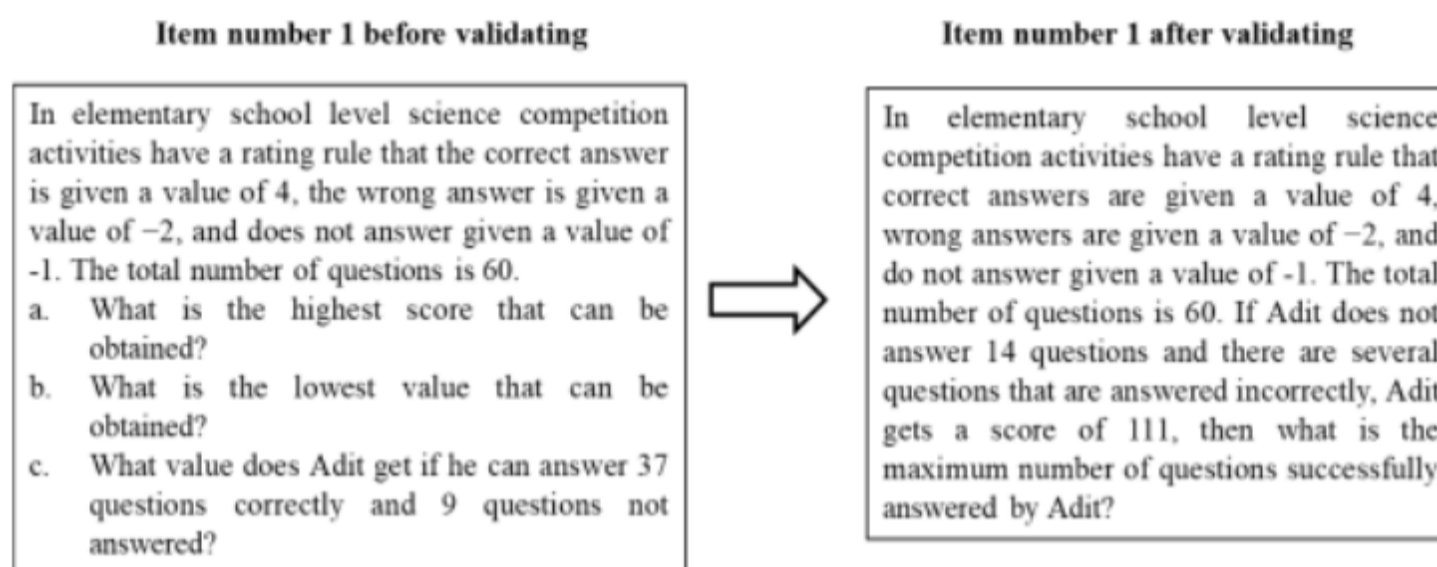 Item number 1 before validating
In elementary school level science competition
activities have a rating rule that the correct answer
is given a value of 4, the wrong answer is given a
value of −2, and does not answer given a value of
-1. The total number of questions is 60.
a. What is the highest score that can be
obtained?
b. What is the lowest value that can be
obtained?
c. What value does Adit get if he can answer 37
questions correctly and 9 questions not
answered?
Item number 1 after validating
In elementary school level science
competition activities have a rating rule that
correct answers are given a value of 4,
wrong answers are given a value of −2, and
do not answer given a value of -1. The total
number of questions is 60. If Adit does not
answer 14 questions and there are several
questions that are answered incorrectly, Adit
gets a score of 111, then what is the
maximum number of questions successfully
answered by Adit?